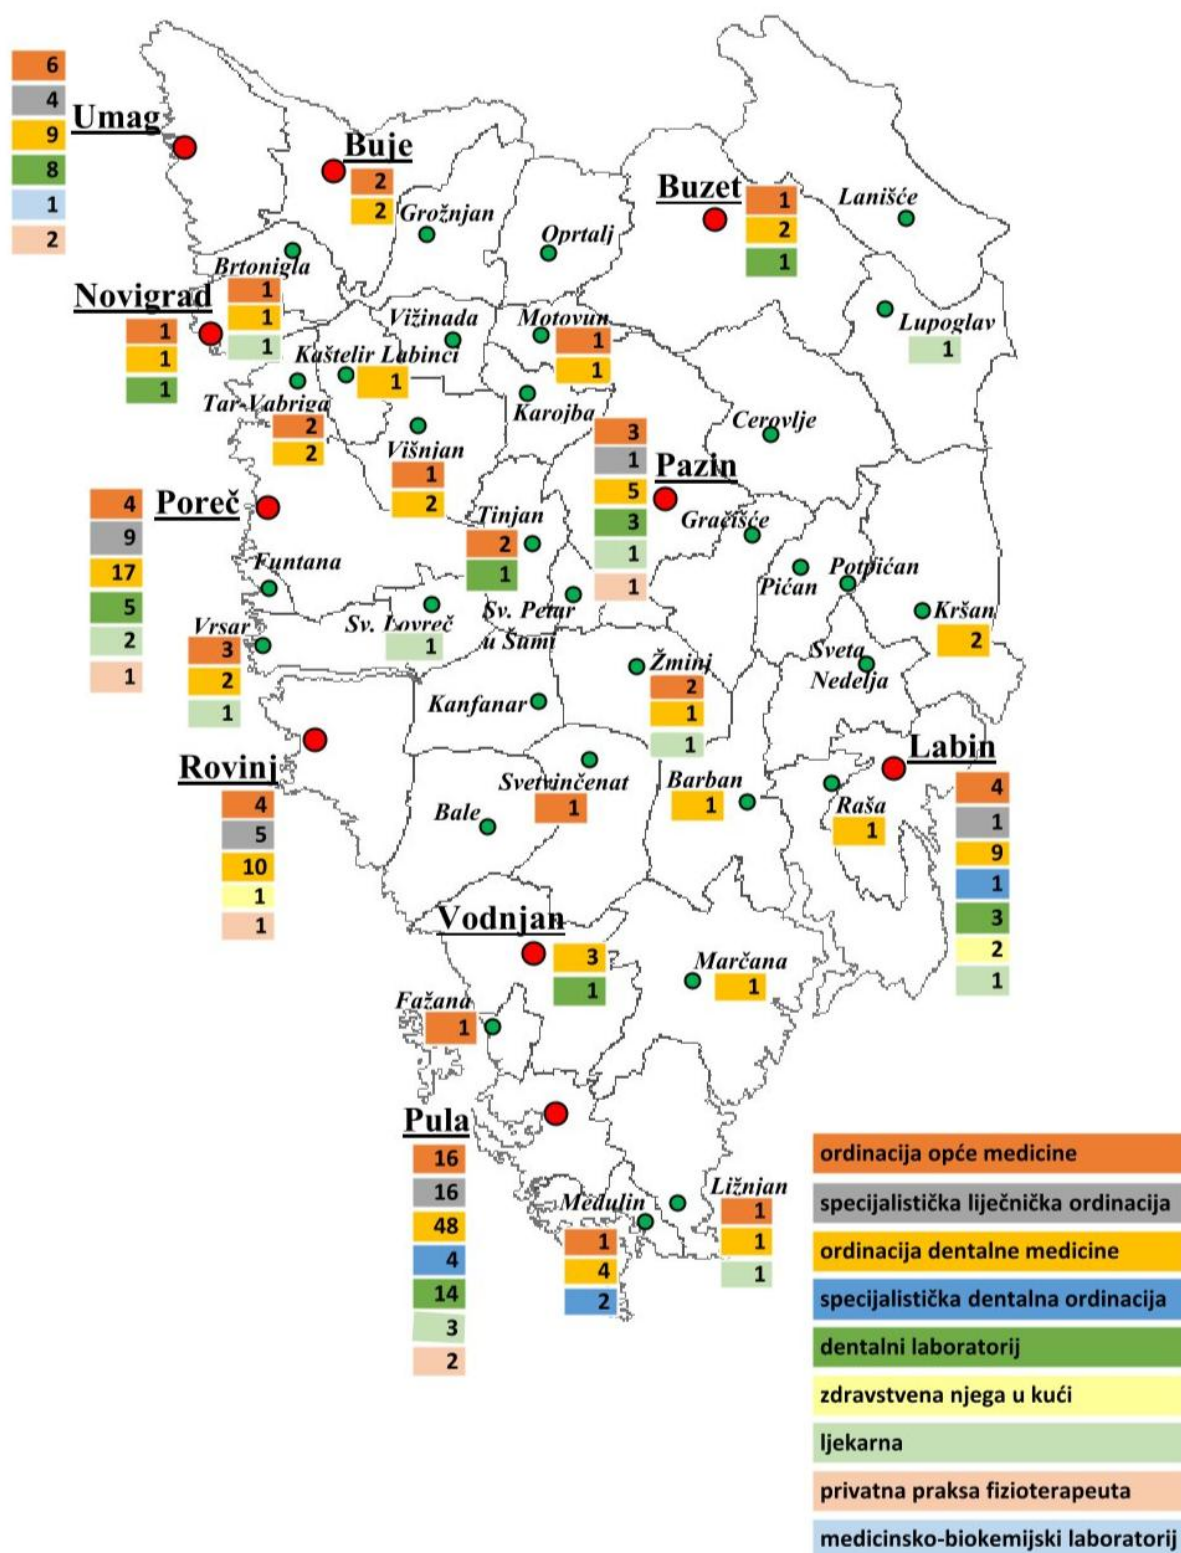 6
4
Umag
9
8
1
2
Buje
2
2
Grožnjan
Oprtalj
Buzet
1
2
1
Lanišće
Brtonigla
1
1
1
Novigrad
1
1
1
Vižinada
Motovun
1
1
Lupoglav
1
Kaštelir Labinci
1
Karojba
Tar-Vabriga
2
2
Višnjan
1
2
Cerovlje
3
1
Pazin
5
3
1
1
Poreč
4
9
17
5
2
1
Tinjan
2
1
Gračišće
Funtana
Pićan
Potpićan
Sv. Petar
u Šumi
Sv. Lovreč
1
Kršan
2
Vrsar
3
2
1
Sveta
Nedelja
Žminj
2
1
1
Kanfanar
Rovinj
4
5
10
1
1
Labin
4
1
9
1
3
2
1
Svetvinčenat
1
Barban
1
Raša
1
Bale
Vodnjan
3
1
Marčana
1
Fažana
1
Pula
16
16
48
4
14
3
2
Medulin
1
4
2
Ližnjan
1
1
1
ordinacija opće medicine
specijalistička liječnička ordinacija
ordinacija dentalne medicine
specijalistička dentalna ordinacija
dentalni laboratorij
zdravstvena njega u kući
ljekarna
privatna praksa fizioterapeuta
medicinsko-biokemijski laboratorij